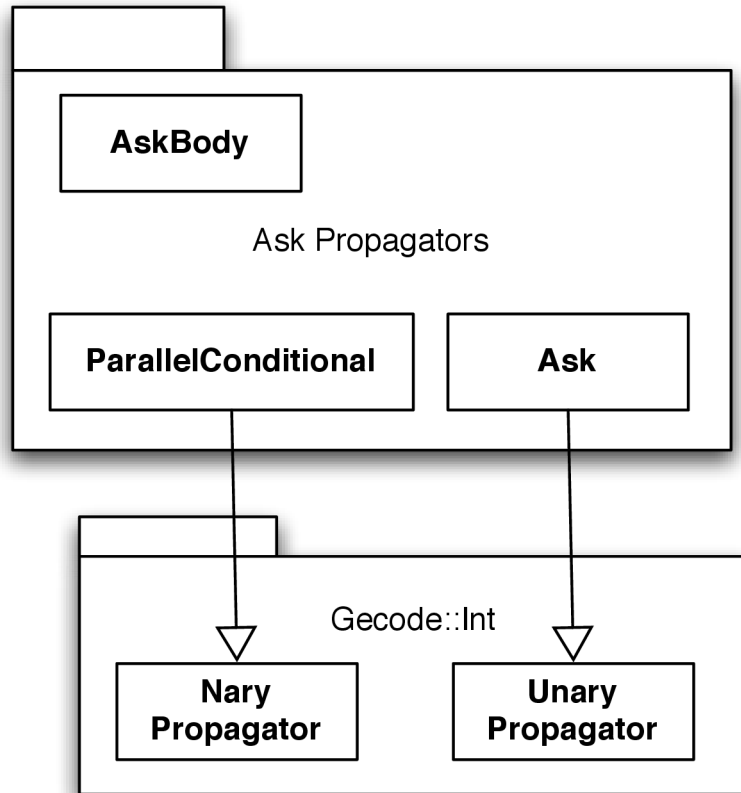 AskBody
Ask Propagators
ParallelConditional
Ask
Gecode::Int
Nary
Propagator
Unary
Propagator